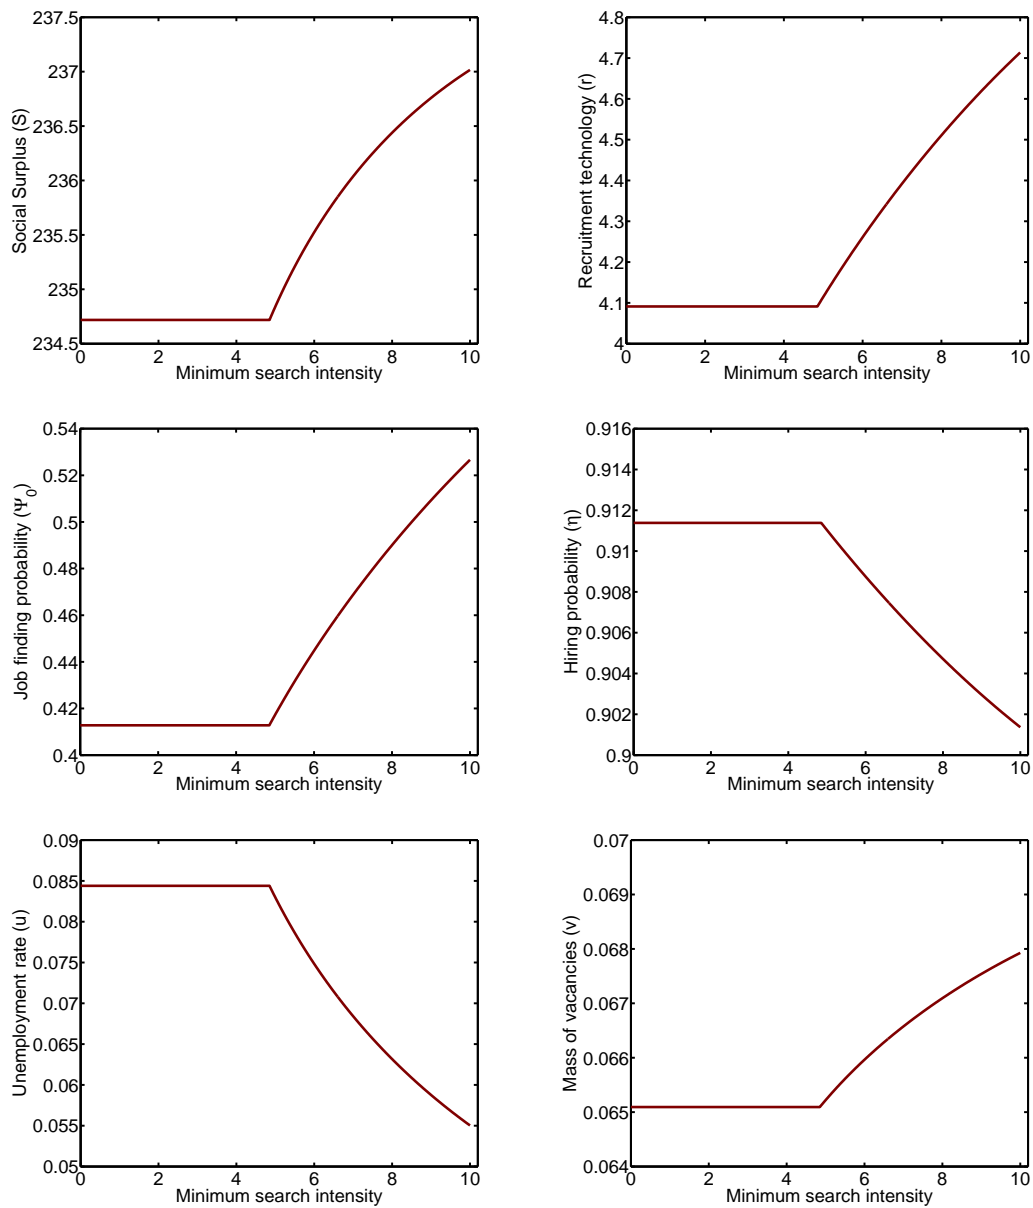 237.5
237
236.5
236
235.5
235
234.5
Social Surplus (S)
0 2 4 6 8 10
Minimum search intensity
4.8
4.7
4.6
4.5
4.4
4.3
4.2
4.1
4
Recruitment technology (r)
0 2 4 6 8 10
Minimum search intensity
0.54
0.52
0.5
0.48
0.46
0.44
0.42
0.4
Job finding probability (Ψ_0)
0 2 4 6 8 10
Minimum search intensity
0.916
0.914
0.912
0.91
0.908
0.906
0.904
0.902
0.9
Hiring probability (η)
0 2 4 6 8 10
Minimum search intensity
0.09
0.085
0.08
0.075
0.07
0.065
0.06
0.055
0.05
Unemployment rate (u)
0 2 4 6 8 10
Minimum search intensity
0.07
0.069
0.068
0.067
0.066
0.065
0.064
Mass of vacancies (v)
0 2 4 6 8 10
Minimum search intensity